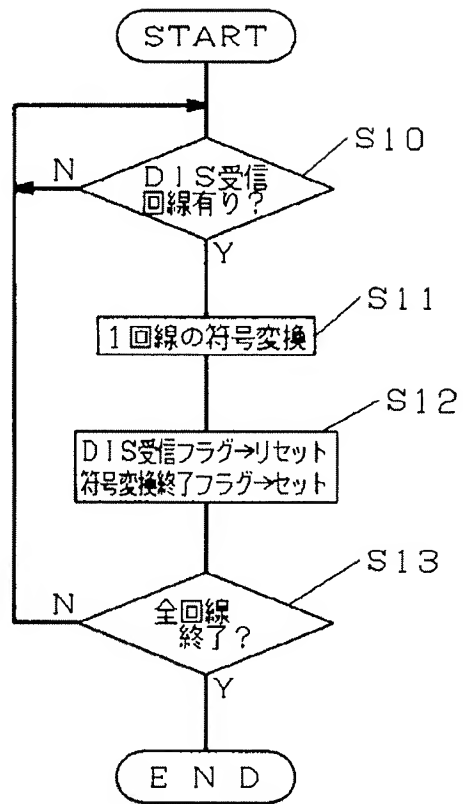 START
S10
N
DIS受信
回線有り?
Y
S11
1回線の符号変換
S12
DIS受信フラグ→リセット
符号変換終了フラグ→セット
S13
N
全回線
終了?
Y
END